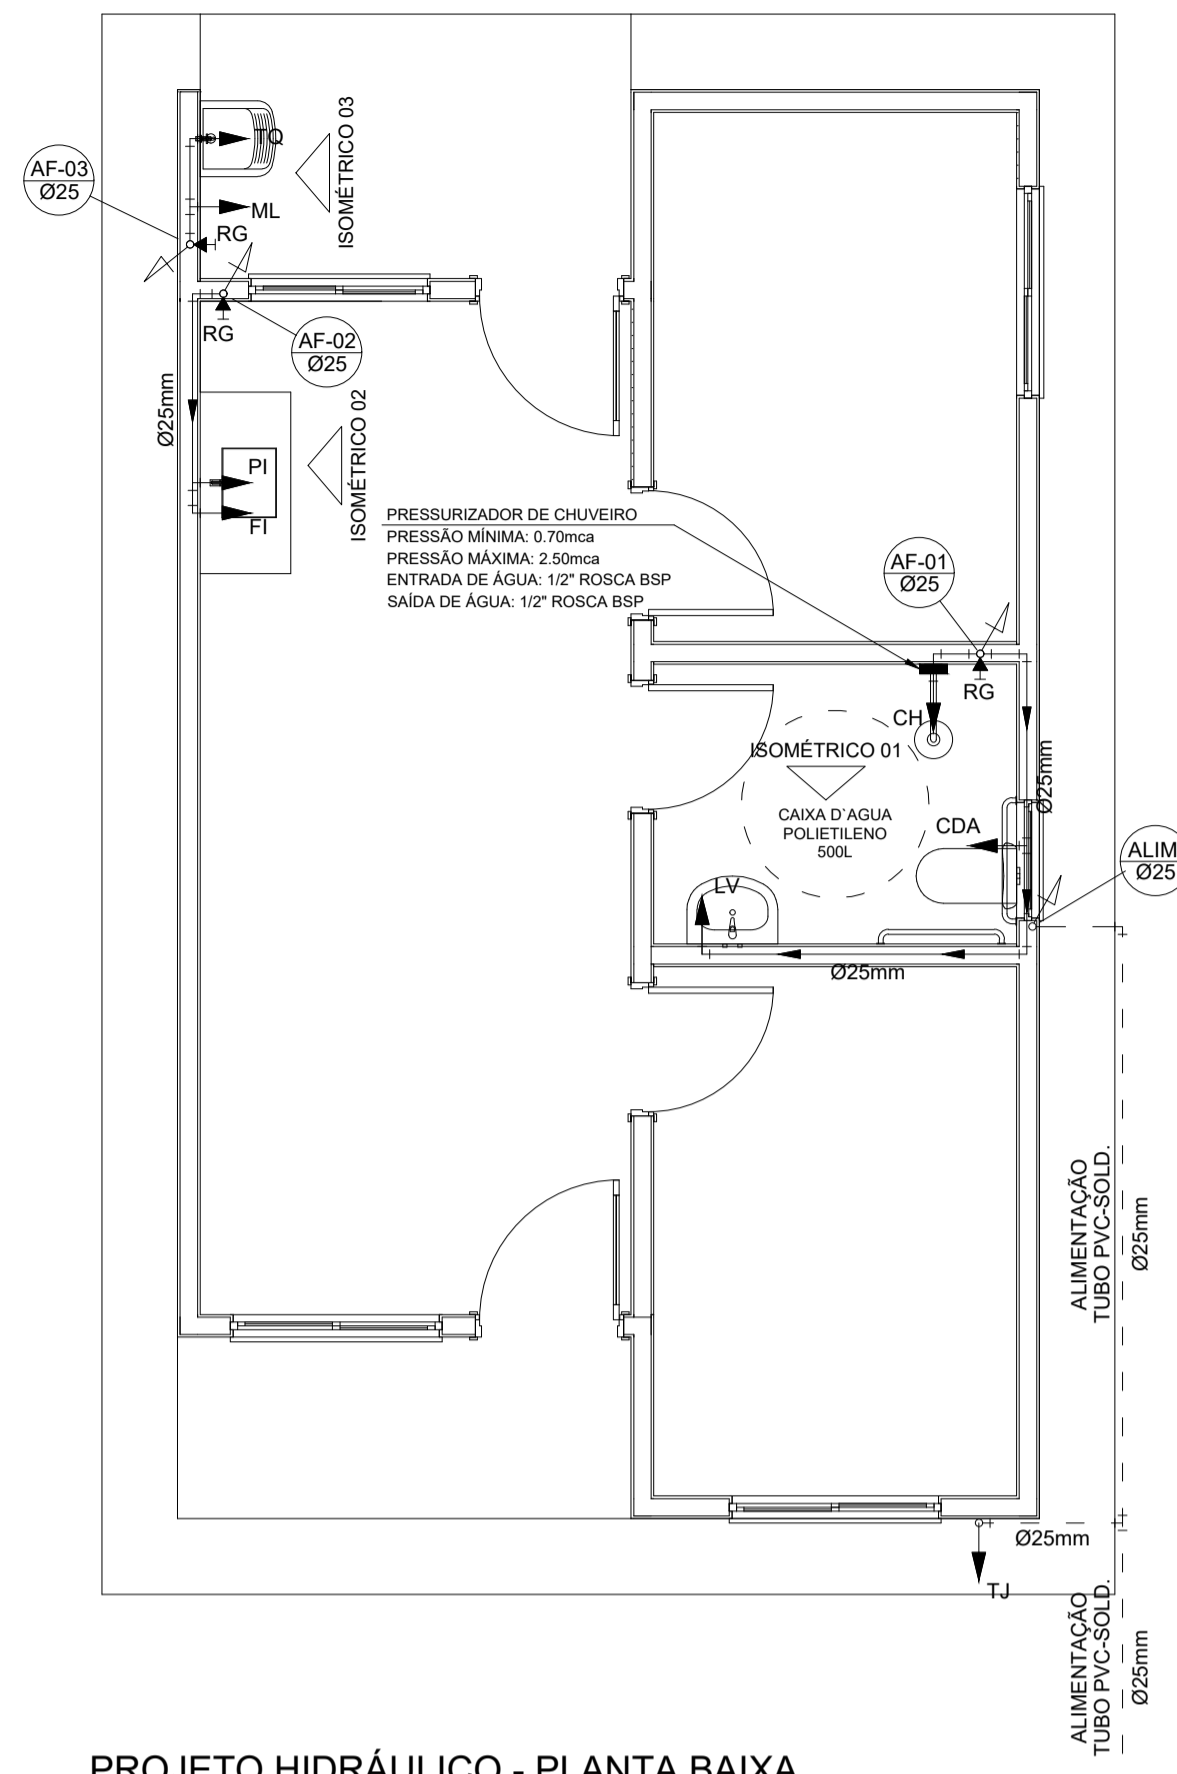 TQ
ISOMÉTRICO 03
AF-03
Ø25
ML
RG
RG
AF-02
Ø25
Ø25mm
ISOMÉTRICO 02
PI
FI
PRESSURIZADOR DE CHUVEIRO
PRESSÃO MÍNIMA: 0.70mca
PRESSÃO MÁXIMA: 2.50mca
ENTRADA DE ÁGUA: 1/2" ROSCA BSP
SAÍDA DE ÁGUA: 1/2" ROSCA BSP
AF-01
Ø25
RG
CH
ISOMÉTRICO 01
Ø25mm
CAIXA D`AGUA
POLIETILENO
500L
CDA
ALIM
Ø25
LV
Ø25mm
ALIMENTAÇÃO
TUBO PVC-SOLD.
Ø25mm
Ø25mm
TJ
ALIMENTAÇÃO
TUBO PVC-SOLD.
Ø25mm
PROJETO HIDRÁULICO - PLANTA BAIXA